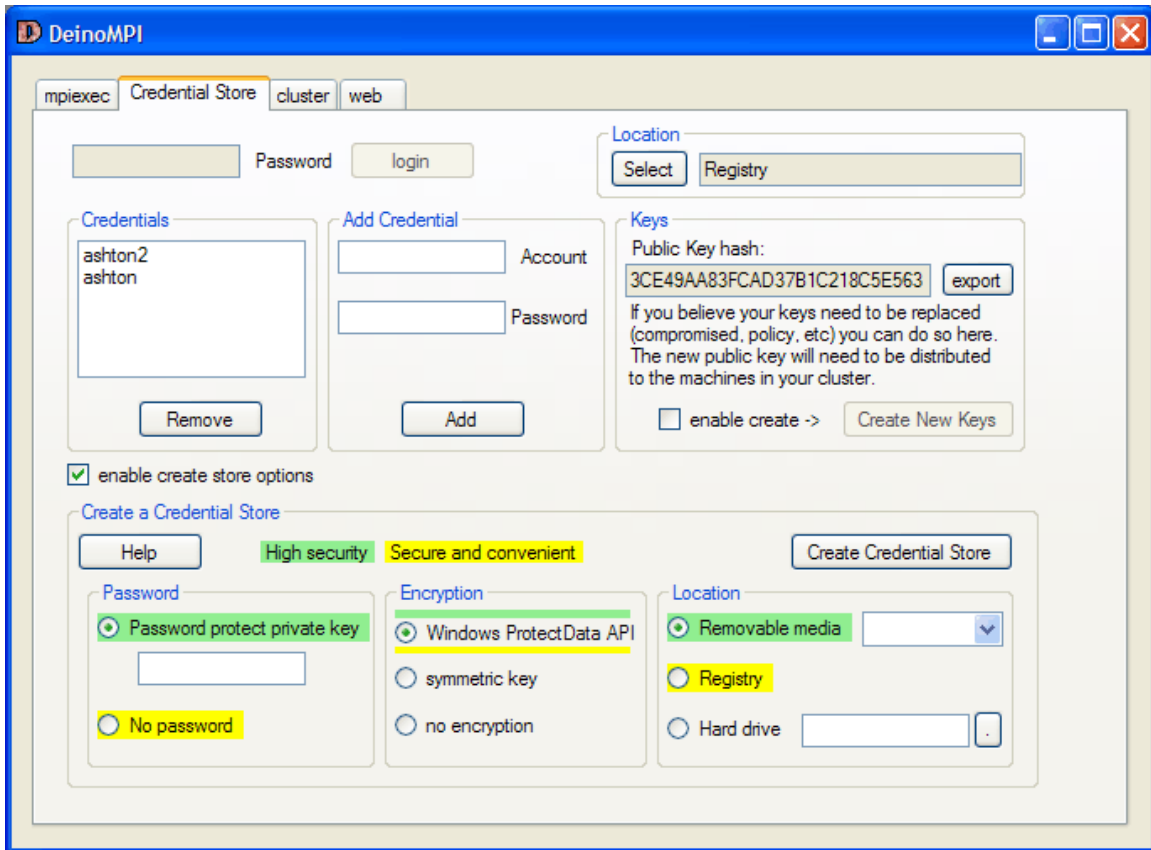 DeinoMPI
mpiexec Credential Store cluster web
Password login
Location
Select Registry
Credentials
ashton2
ashton
Remove
Add Credential
Account
Password
Add
Keys
Public Key hash:
3CE49AA83FCAD37B1C218C5E563 export
If you believe your keys need to be replaced
(compromised, policy, etc) you can do so here.
The new public key will need to be distributed
to the machines in your cluster.
enable create -> Create New Keys
enable create store options
Create a Credential Store
Help High security Secure and convenient Create Credential Store
Password
Password protect private key
No password
Encryption
Windows ProtectData API
symmetric key
no encryption
Location
Removable media
Registry
Hard drive .